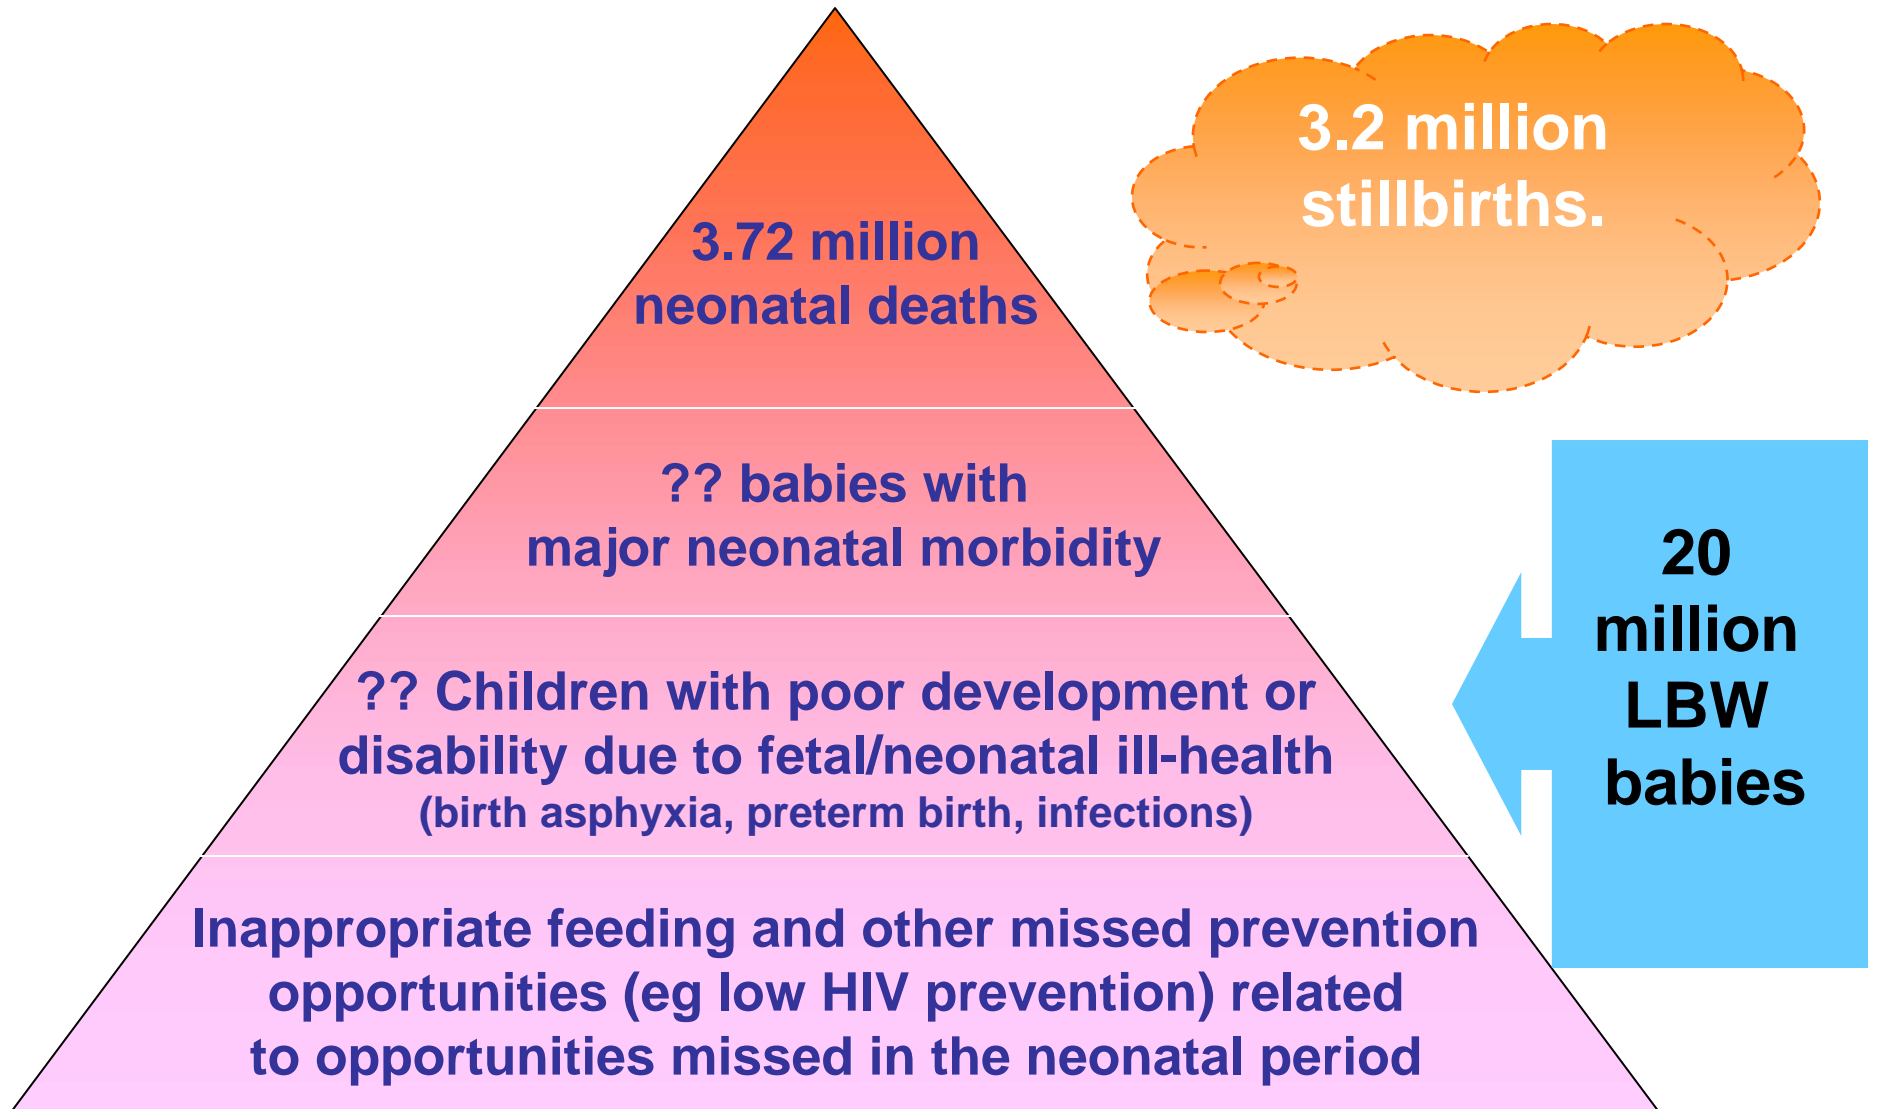 3.72 million
neonatal deaths
3.2 million
stillbirths.
?? babies with
major neonatal morbidity
?? Children with poor development or
disability due to fetal/neonatal ill-health
(birth asphyxia, preterm birth, infections)
Inappropriate feeding and other missed prevention
opportunities (eg low HIV prevention) related
to opportunities missed in the neonatal period
20
million
LBW
babies